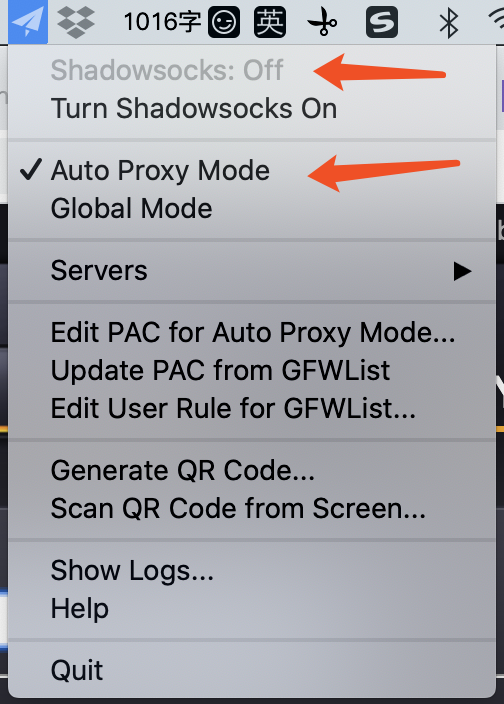 1016字 英 S
Shadowsocks: Off
Turn Shadowsocks On
Auto Proxy Mode
Global Mode
Servers
Edit PAC for Auto Proxy Mode...
Update PAC from GFWList
Edit User Rule for GFWList...
Generate QR Code...
Scan QR Code from Screen...
Show Logs...
Help
Quit